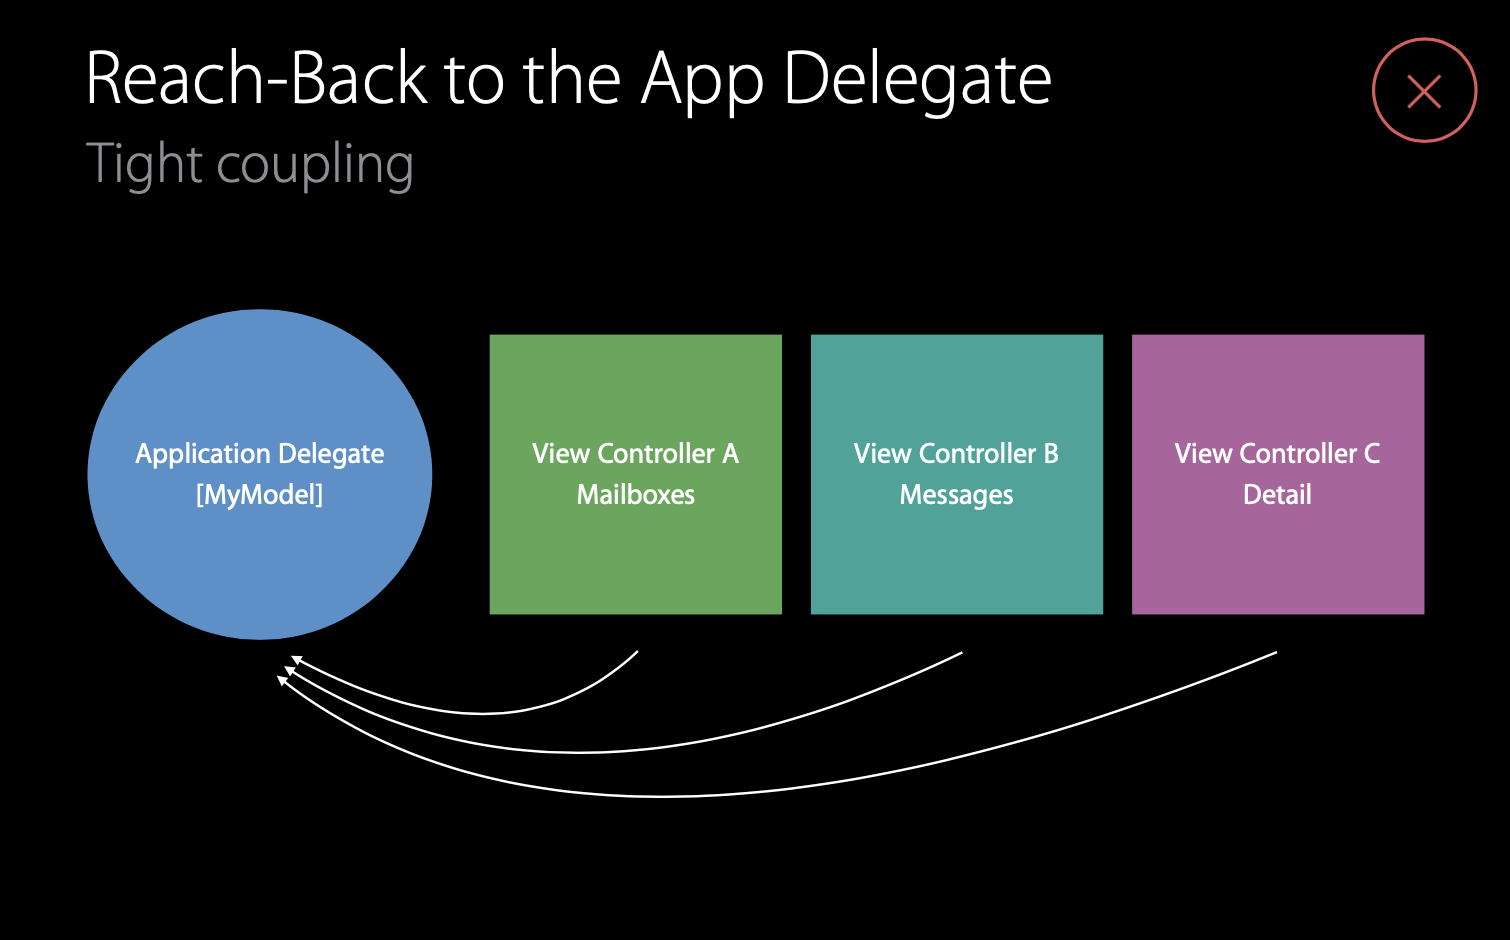 Reach-Back to the App Delegate
Tight coupling
Application Delegate
[MyModel]
View Controller A
Mailboxes
View Controller B
Messages
View Controller C
Detail